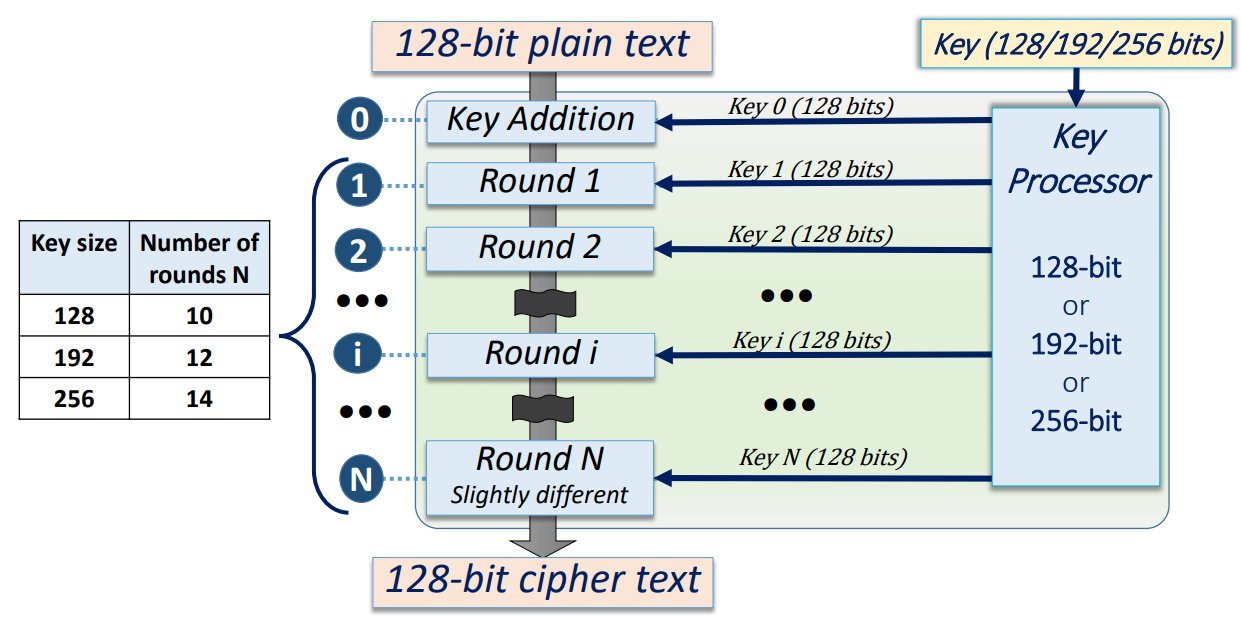 128-bit plain text
Key (128/192/256 bits)
0
Key Addition
Key 0 (128 bits)
Key
Processor
128-bit
or
192-bit
or
256-bit
1
Round 1
Key 1 (128 bits)
2
Round 2
Key 2 (128 bits)
•••
•••
i
Round i
Key i (128 bits)
•••
•••
N
Round N
Slightly different
Key N (128 bits)
128-bit cipher text
Key size
Number of
rounds N
128
10
192
12
256
14